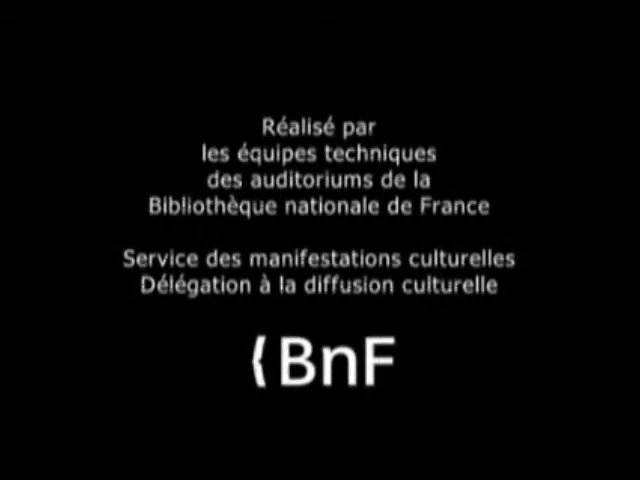 Réalisé par
les équipes techniques
des auditoriums de la
Bibliothèque nationale de France
Service des manifestations culturelles
Délégation à la diffusion culturelle
{BnF